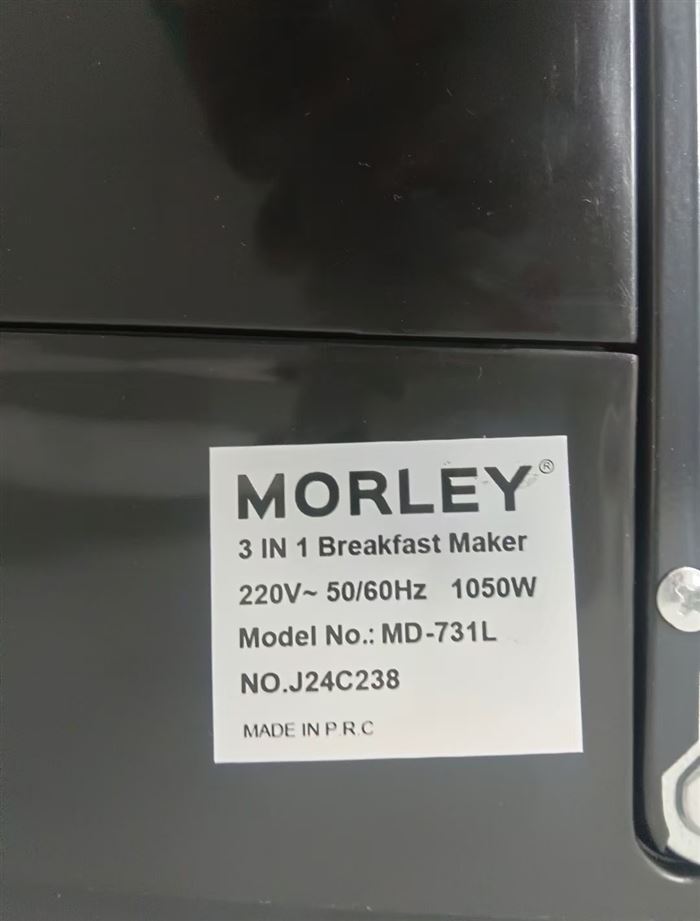 MORLEY®
3 IN 1 Breakfast Maker
220V~ 50/60Hz 1050W
Model No.: MD-731L
NO.J24C238
MADE IN P.R.C